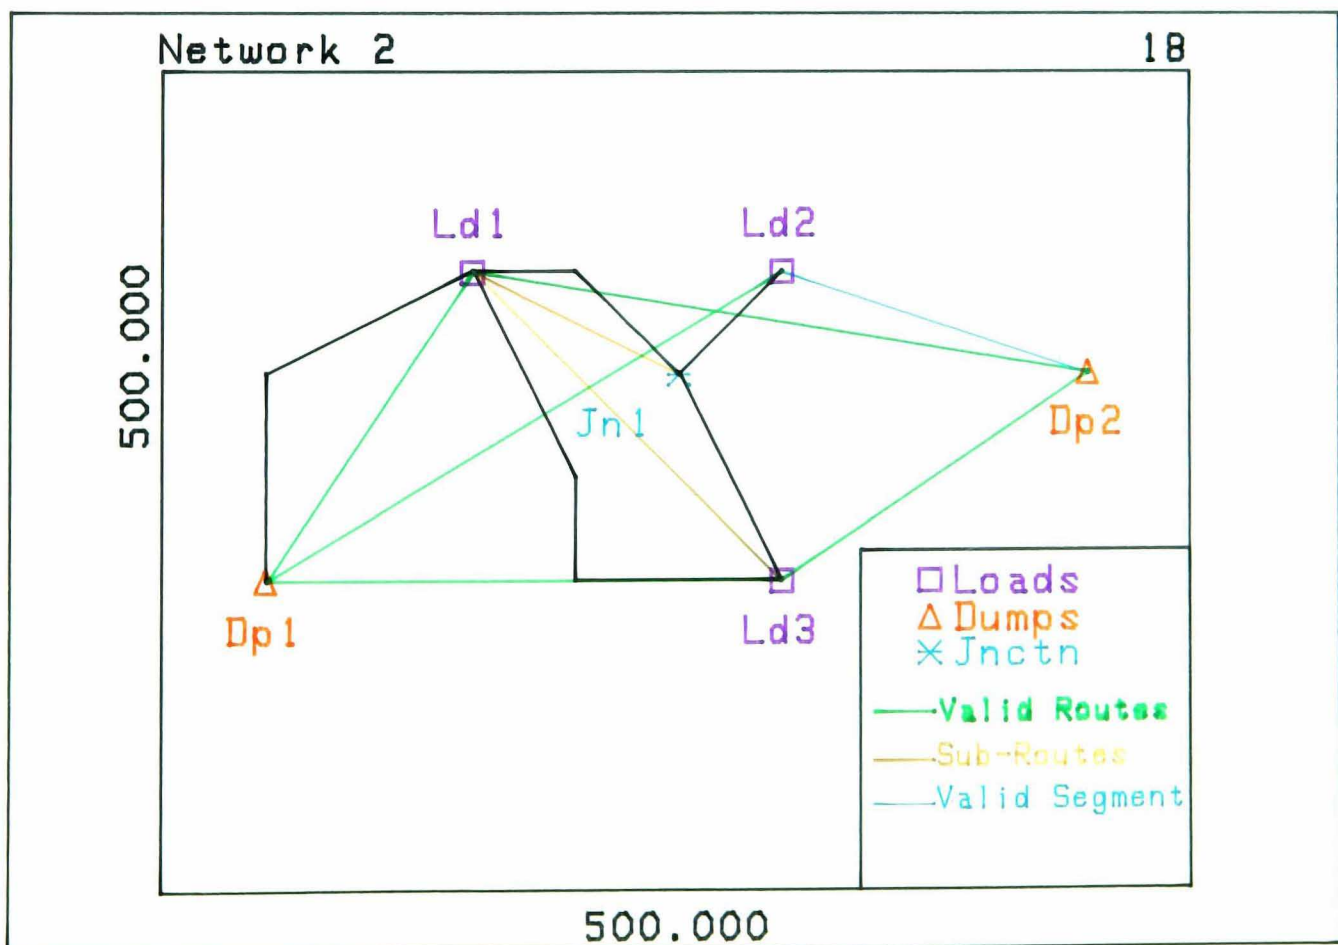 Network 2
18
Ld1
Ld2
500.000
Jn1
Dp2
Dp1
Ld3
Loads
Dumps
Jnctn
Valid Routes
Sub-Routes
Valid Segment
500.000